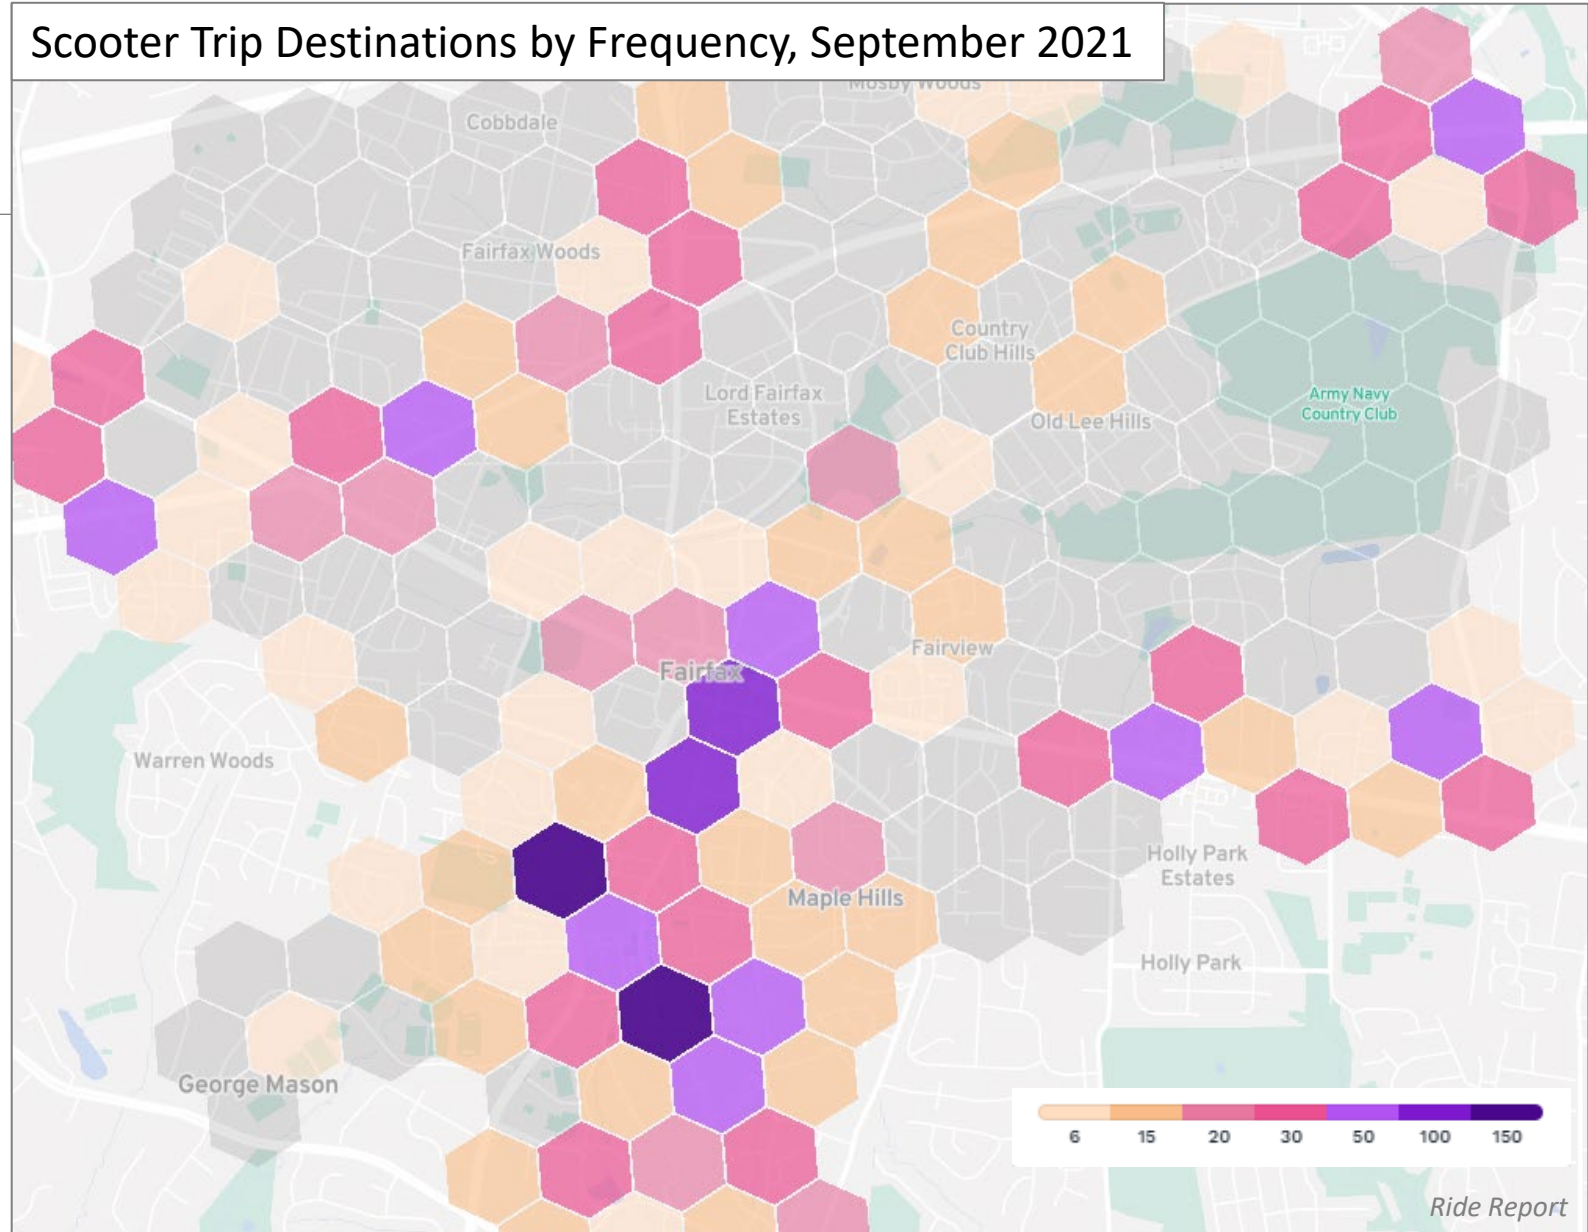 Scooter Trip Destinations by Frequency, September 2021
Mosby Woods
Cobbdale
Fairfax Woods
Country
Club Hills
Lord Fairfax
Estates
Old Lee Hills
Army Navy
Country Club
Fairview
Fairfax
Warren Woods
Holly Park
Estates
Maple Hills
Holly Park
George Mason
6 15 20 30 50 100 150
Ride Report